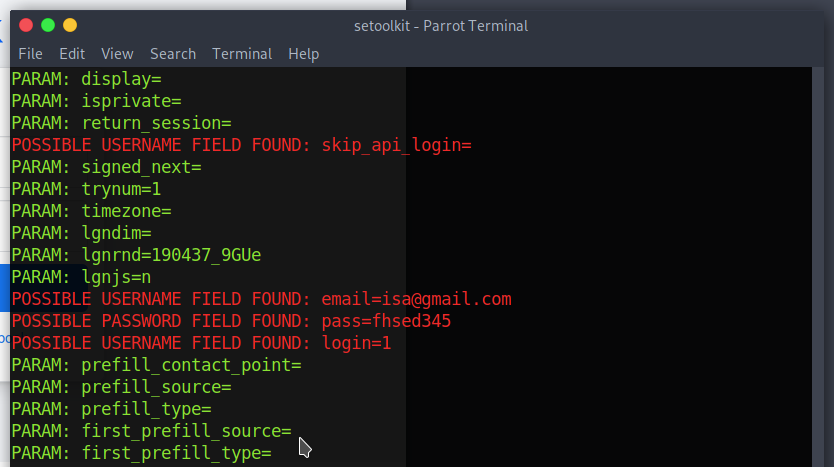 setoolkit - Parrot Terminal
File Edit View Search Terminal Help
PARAM: display=
PARAM: isprivate=
PARAM: return_session=
POSSIBLE USERNAME FIELD FOUND: skip_api_login=
PARAM: signed_next=
PARAM: trynum=1
PARAM: timezone=
PARAM: lgndim=
PARAM: lgnrnd=190437_9GUe
PARAM: lgnjs=n
POSSIBLE USERNAME FIELD FOUND: email=isa@gmail.com
POSSIBLE PASSWORD FIELD FOUND: pass=fhsed345
POSSIBLE USERNAME FIELD FOUND: login=1
PARAM: prefill_contact_point=
PARAM: prefill_source=
PARAM: prefill_type=
PARAM: first_prefill_source=
PARAM: first_prefill_type=